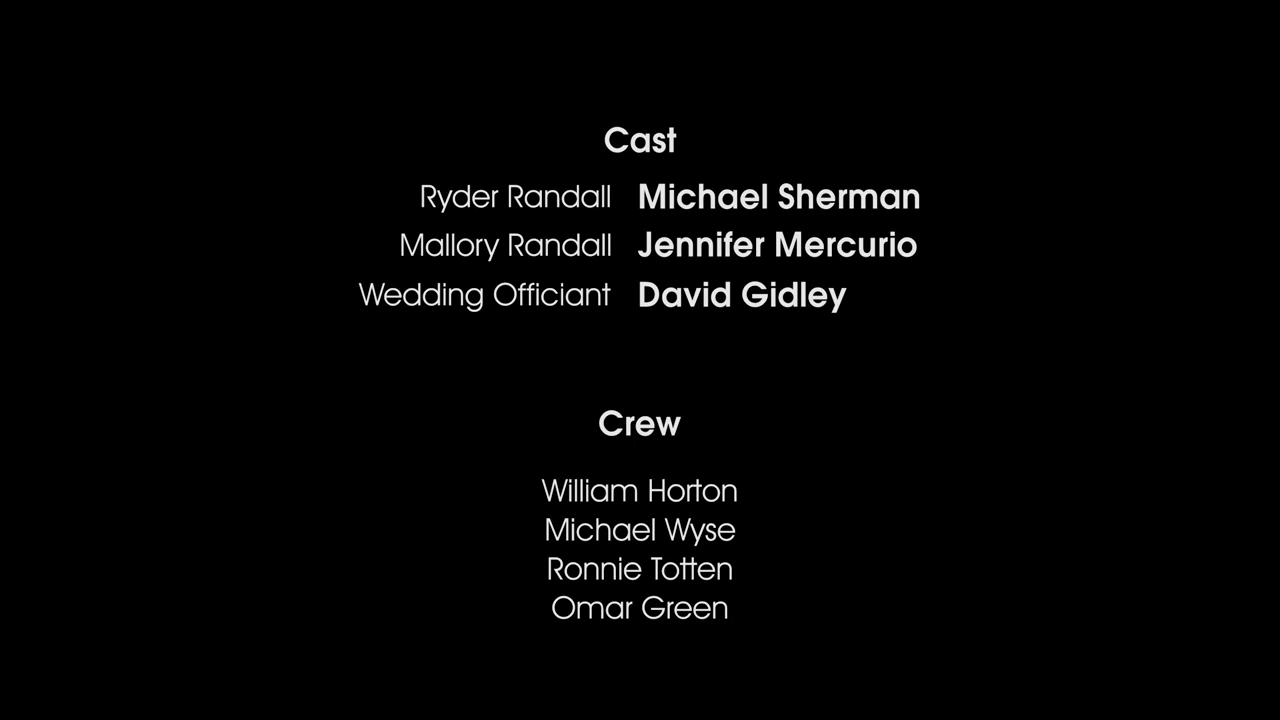 Cast
Ryder Randall Michael Sherman
Mallory Randall Jennifer Mercurio
Wedding Officiant David Gidley
Crew
William Horton
Michael Wyse
Ronnie Totten
Omar Green